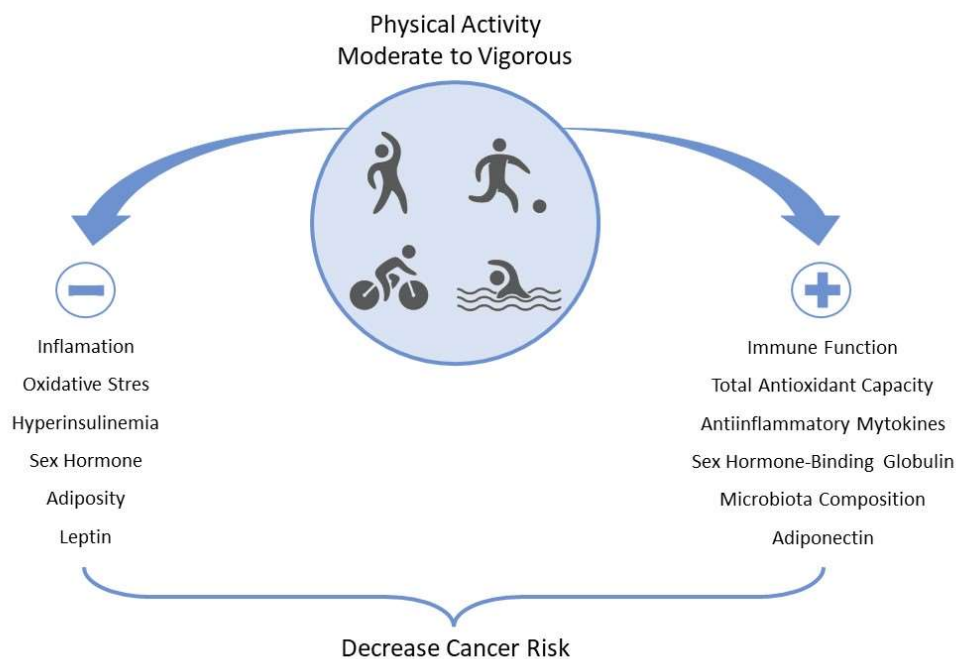 Physical Activity
Moderate to Vigorous
Inflamation
Oxidative Stres
Hyperinsulinemia
Sex Hormone
Adiposity
Leptin
Immune Function
Total Antioxidant Capacity
Antiinflammatory Mytokines
Sex Hormone-Binding Globulin
Microbiota Composition
Adiponectin
Decrease Cancer Risk